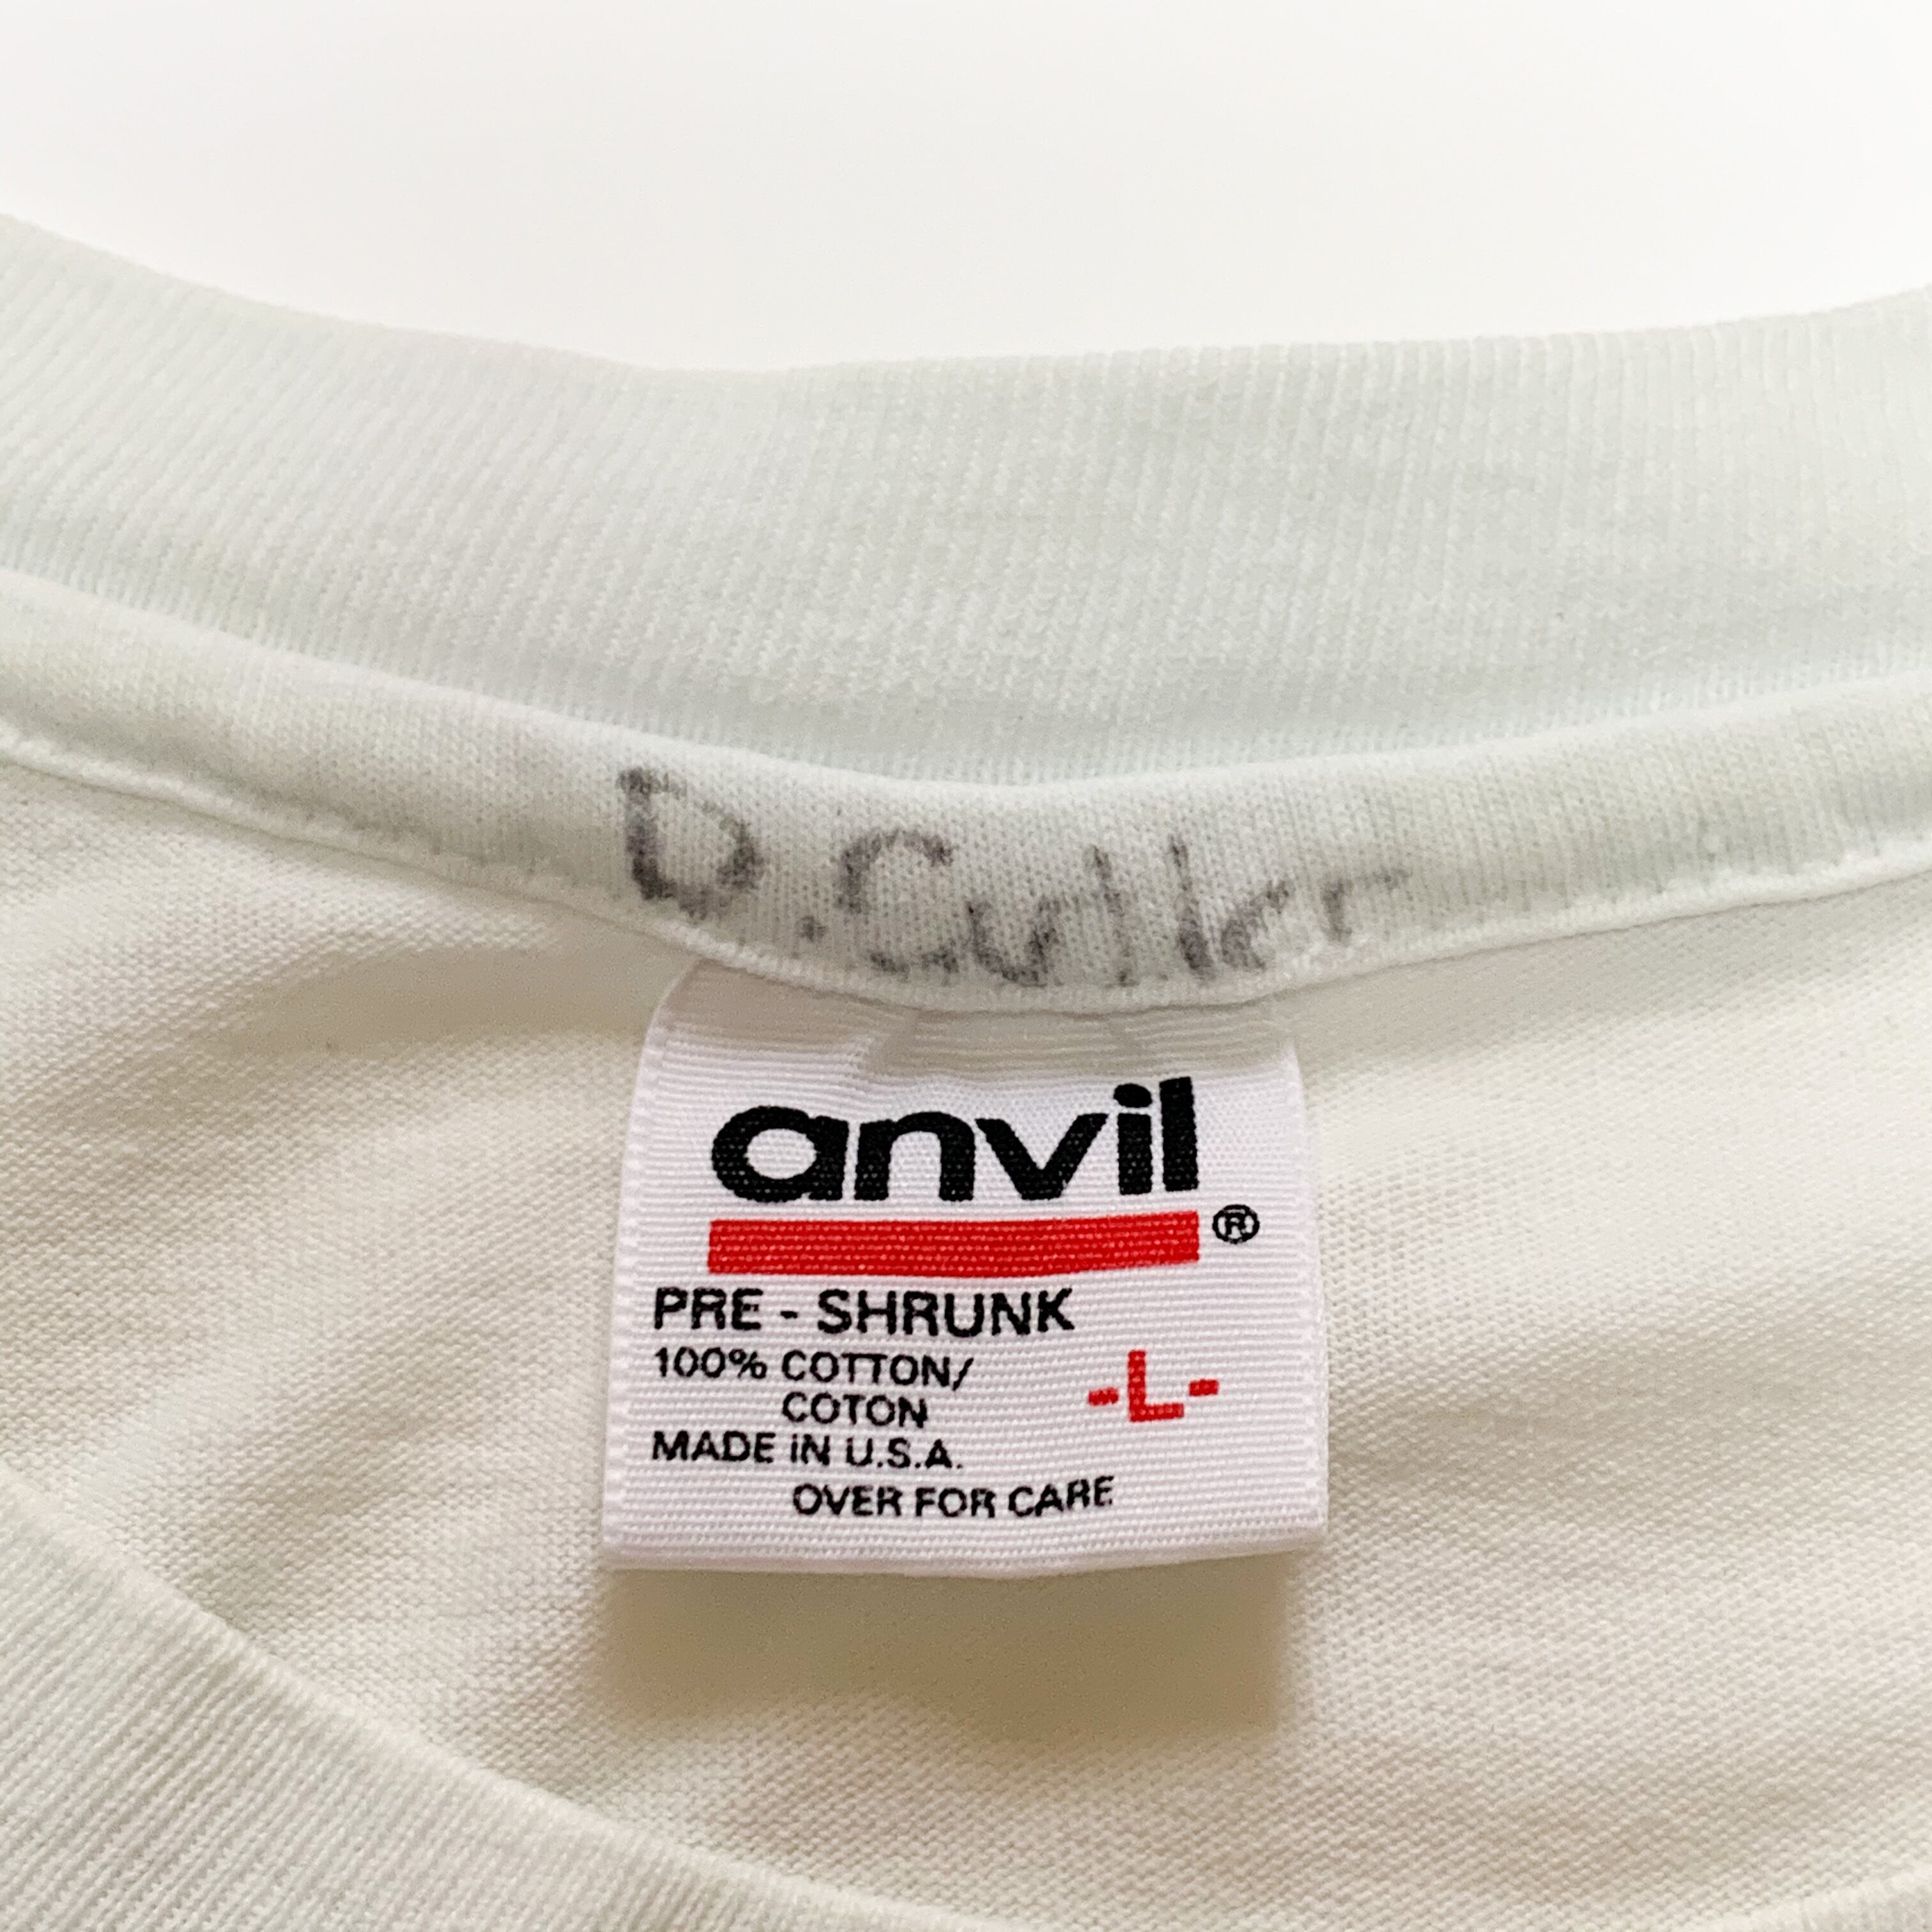 D. Cutler
anvil ®
PRE - SHRUNK
100% COTTON/
COTON
-L-
MADE IN U.S.A.
OVER FOR CARE